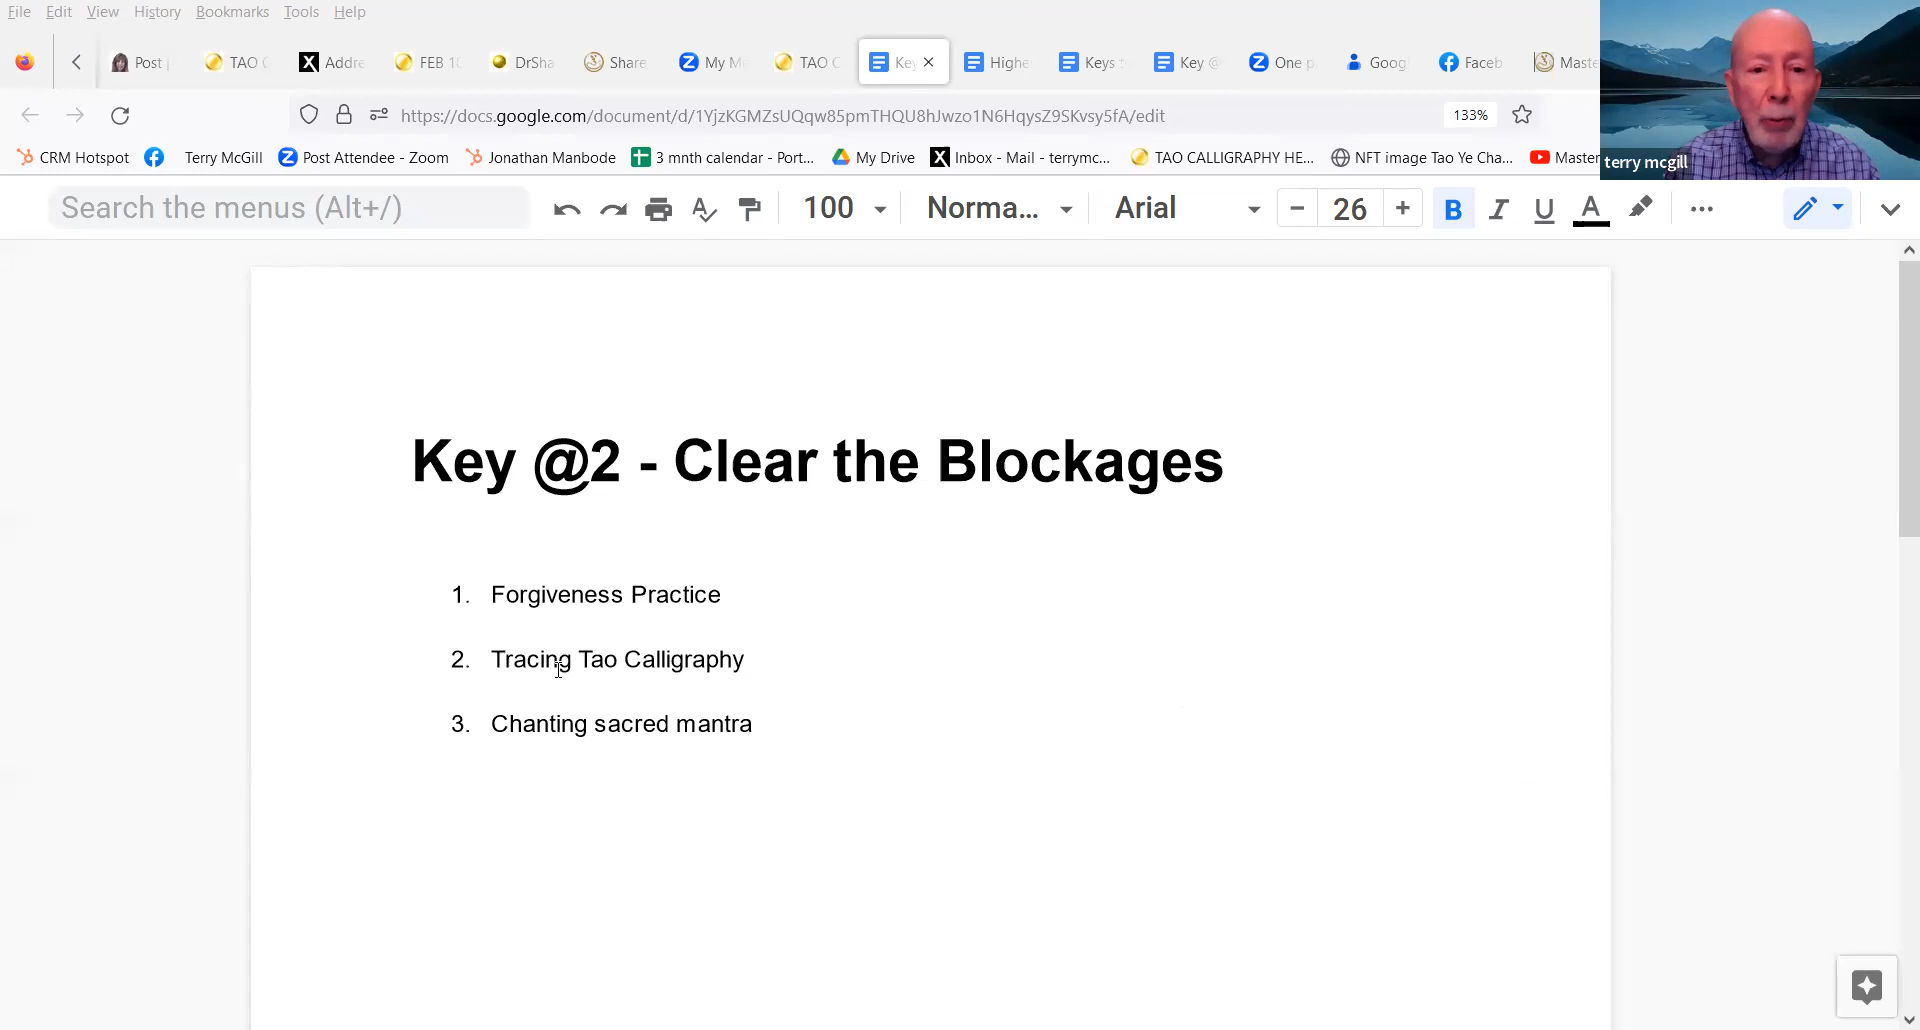 File Edit View History Bookmarks Tools Help
Post TAO C Addre FEB 10 DrSha Share My M TAO C Key Highe Keys Key @ One p Goog Faceb Maste
https://docs.google.com/document/d/1YjzKGMZsUQqw85pmTHQU8hJwzo1N6HqysZ9SKvsy5fA/edit 133%
CRM Hotspot Terry McGill Post Attendee - Zoom Jonathan Manbode 3 mnth calendar - Port... My Drive Inbox - Mail - terrymc... TAO CALLIGRAPHY HE... NFT image Tao Ye Cha... Master
terry mcgill
Search the menus (Alt+/) 100 Norma... Arial − 26 + B I U A
Key @2 - Clear the Blockages
1. Forgiveness Practice
2. Tracing Tao Calligraphy
3. Chanting sacred mantra